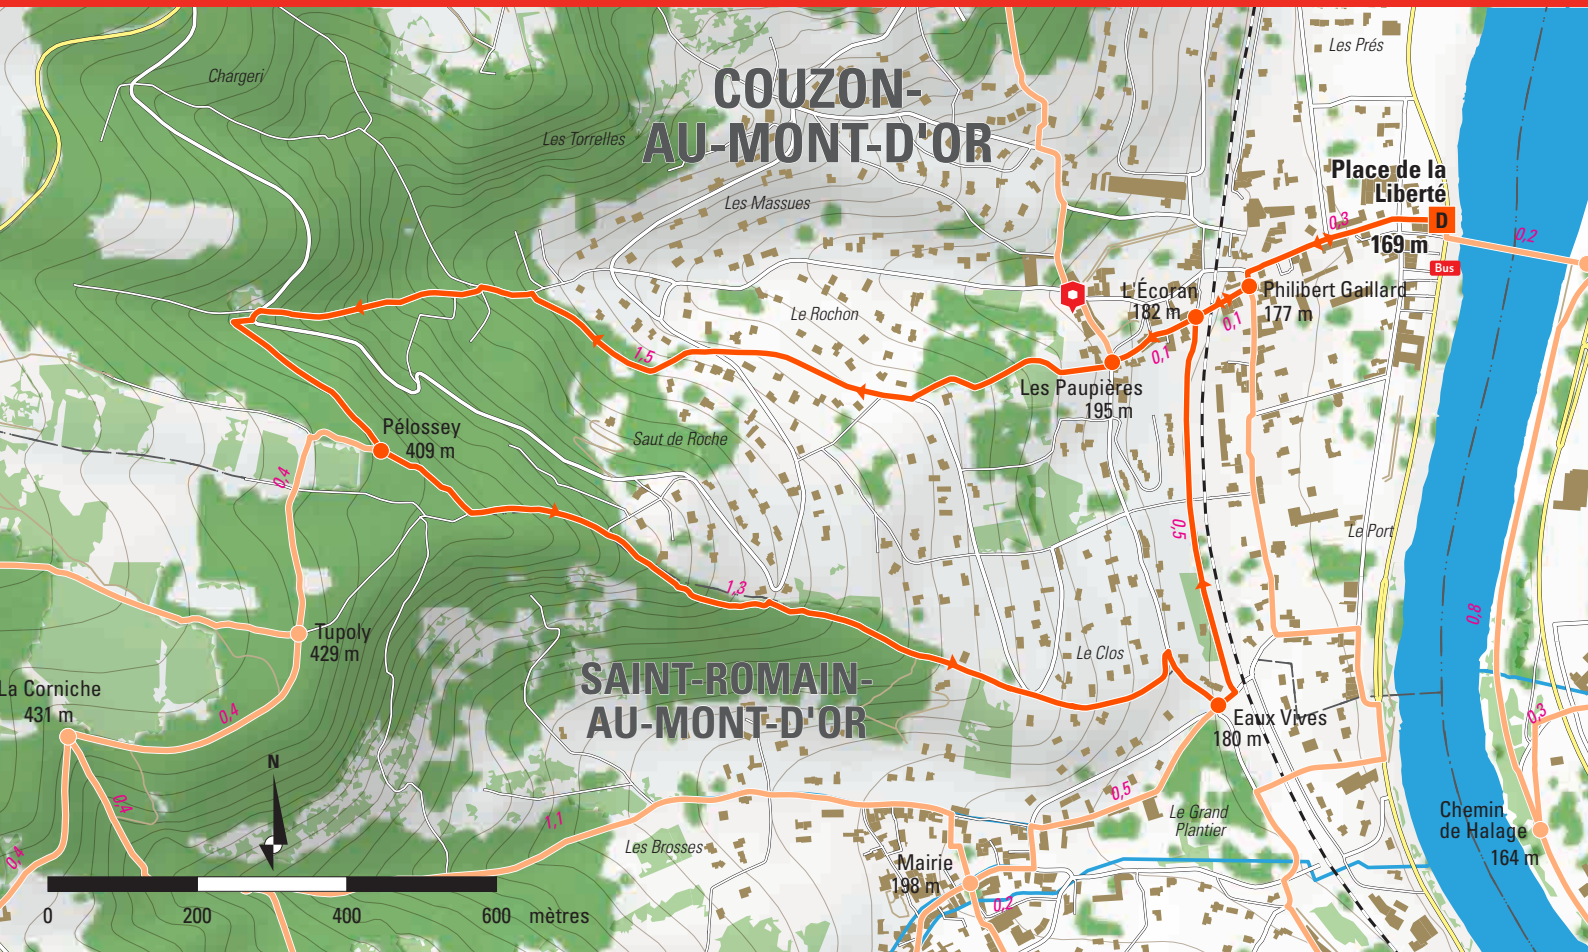 Les Prés
Chargeri
COUZON-
AU-MONT-D'OR
Les Torrelles
Place de la
Liberté
D
169 m
Bus
0,3
0,2
Les Massues
L'Écoran
182 m
Philibert Gaillard
177 m
0,1
0,1
Le Rochon
1,5
Les Paupières
195 m
Pélossey
409 m
Saut de Roche
0,4
0,5
Le Port
1,3
0,8
Tupoly
429 m
Le Clos
SAINT-ROMAIN-
AU-MONT-D'OR
La Corniche
431 m
0,4
Eaux Vives
180 m
0,3
N
0,4
0,5
1,1
Le Grand
Plantier
Chemin
de Halage
164 m
Les Brosses
0,4
Mairie
198 m
0,2
0 200 400 600 mètres